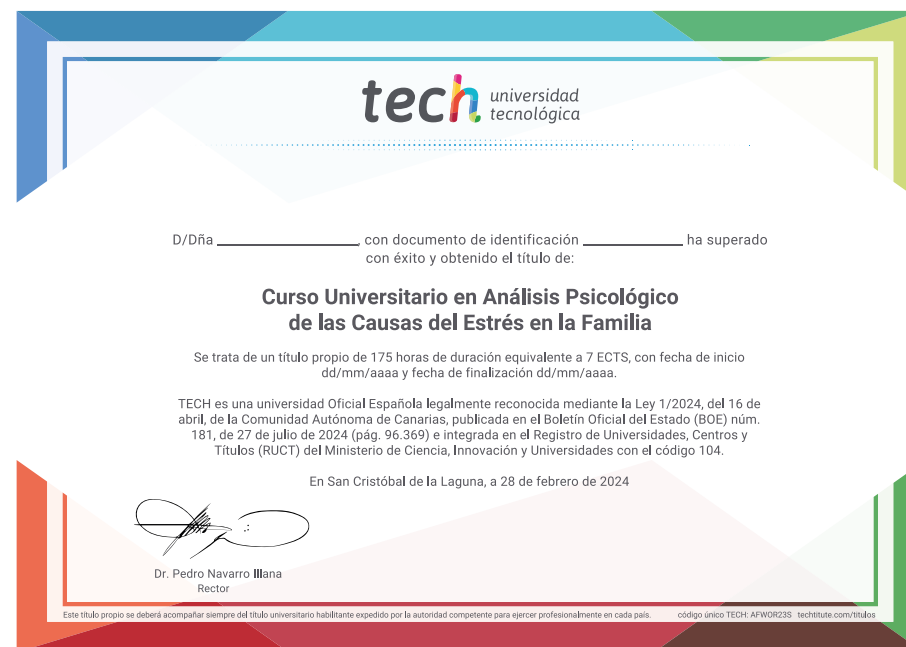 tech universidad
tecnológica
D/Dña ____________________, con documento de identificación __________ ha superado
con éxito y obtenido el título de:
Curso Universitario en Análisis Psicológico
de las Causas del Estrés en la Familia
Se trata de un título propio de 175 horas de duración equivalente a 7 ECTS, con fecha de inicio
dd/mm/aaaa y fecha de finalización dd/mm/aaaa.
TECH es una universidad Oficial Española legalmente reconocida mediante la Ley 1/2024, del 16 de
abril, de la Comunidad Autónoma de Canarias, publicada en el Boletín Oficial del Estado (BOE) núm.
181, de 27 de julio de 2024 (pág. 96.369) e integrada en el Registro de Universidades, Centros y
Títulos (RUCT) del Ministerio de Ciencia, Innovación y Universidades con el código 104.
En San Cristóbal de la Laguna, a 28 de febrero de 2024
Dr. Pedro Navarro Illana
Rector
Este título propio se deberá acompañar siempre del título universitario habilitante expedido por la autoridad competente para ejercer profesionalmente en cada país. código único TECH: AFWOR23S techtitute.com/títulos